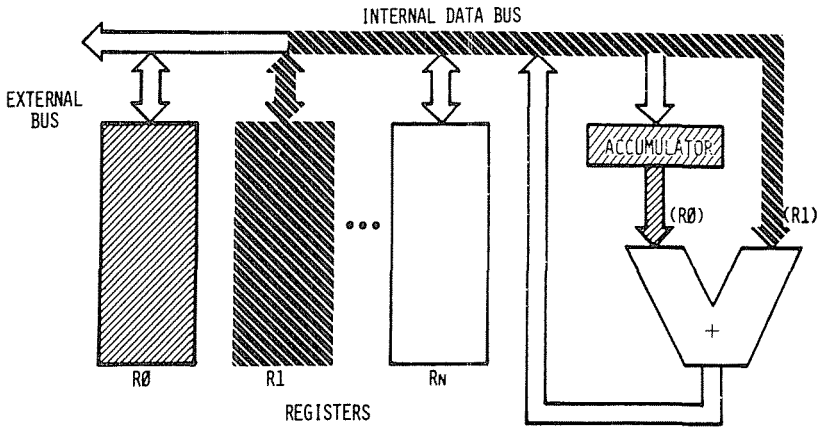 INTERNAL DATA BUS
EXTERNAL
BUS
ACCUMULATOR
(RØ)
(R1)
+
RØ
R1
RN
REGISTERS